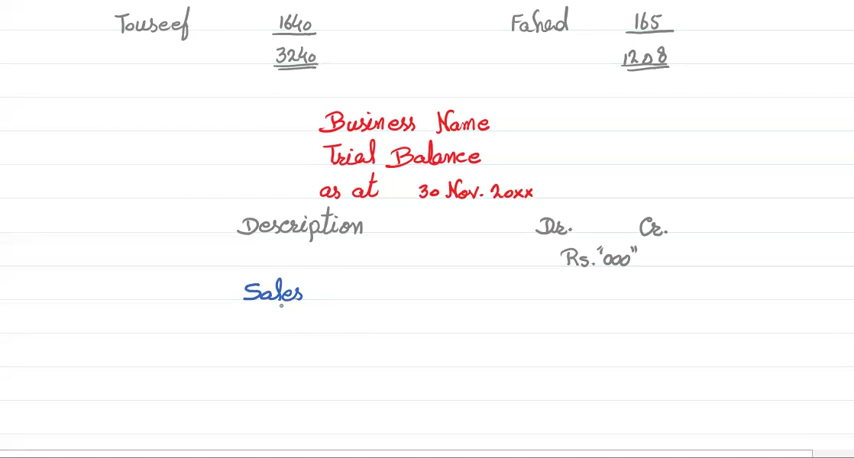 Touseef 1640 Fahed 165
3240 1208
Business Name
Trial Balance
as at 30 Nov. 20xx
Description Dr. Cr.
Rs."000"
Sales